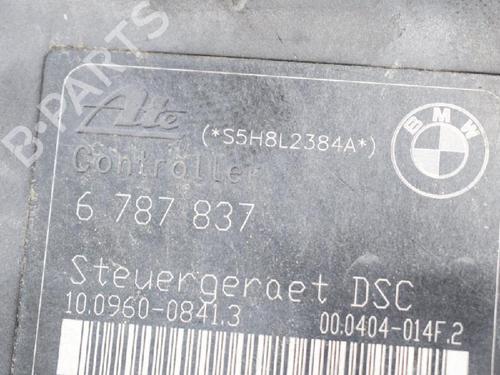 B-PARTS
Ate
(*S5H8L2384A*)
BMW
Controller
6 787 837
Steuergeraet DSC
10.0960-0841.3
00.0404-014F.2